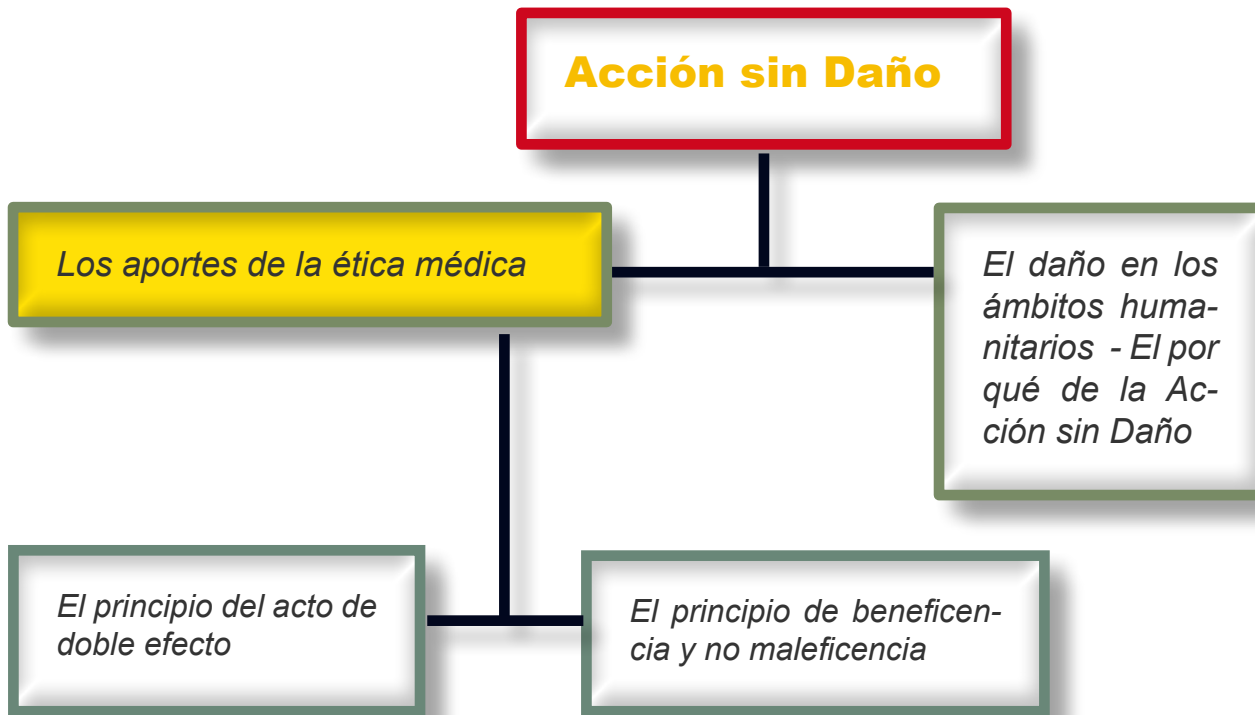 Acción sin Daño
Los aportes de la ética médica
El daño en los
ámbitos huma-
nitarios - El por
qué de la Ac-
ción sin Daño
El principio del acto de
doble efecto
El principio de beneficen-
cia y no maleficencia